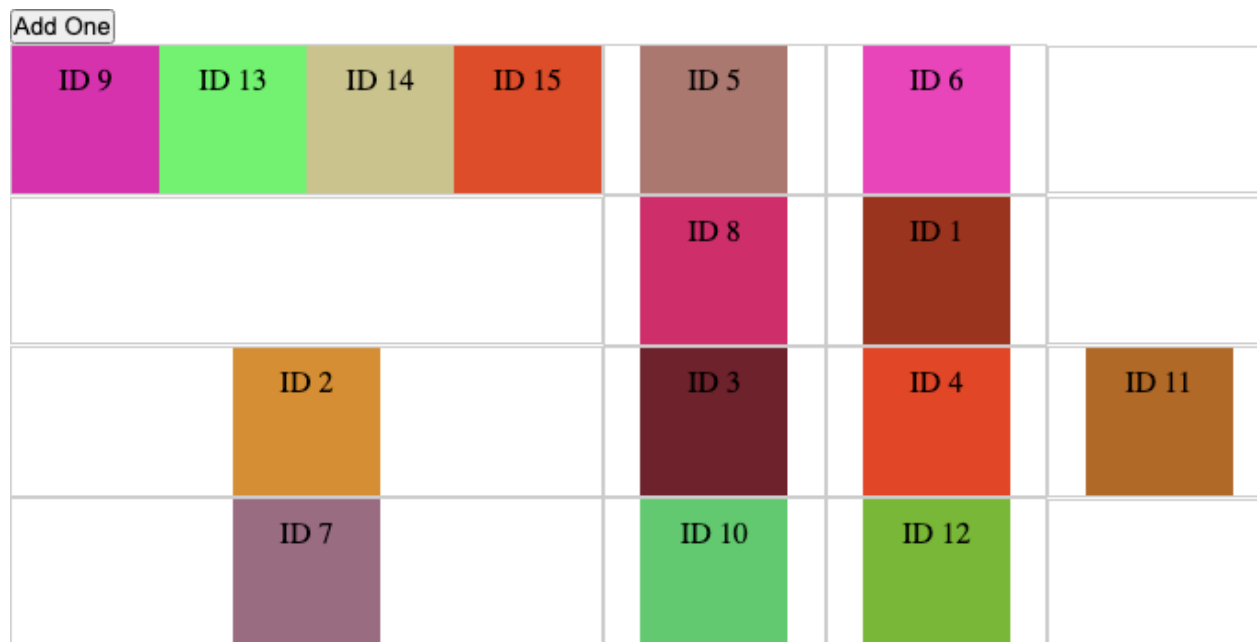 Add One
ID 9 ID 13 ID 14 ID 15 ID 5 ID 6
ID 8 ID 1
ID 2 ID 3 ID 4 ID 11
ID 7 ID 10 ID 12